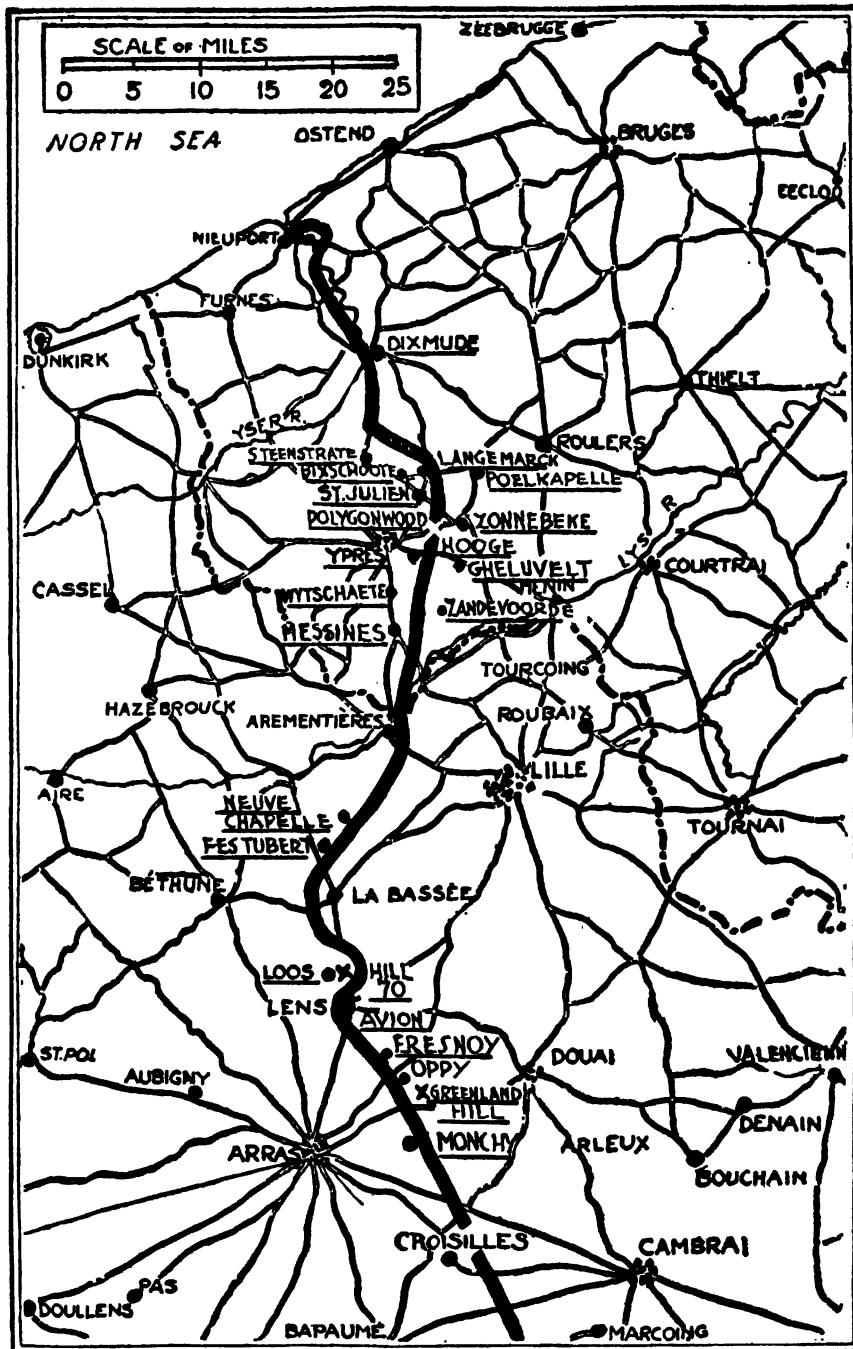 SCALE OF MILES
0 5 10 15 20 25
ZEEBRUGGE
NORTH SEA
OSTEND
BRUGES
EECLOO
NIEUPORT
FURNES
DUNKIRK
DIXMUDE
THIELT
YSER R.
STEENSTRATE
ROULERS
BIXSCHOOTE
LANGEMARCK
POELKAPELLE
ST. JULIEN
POLYGONWOOD
ZONNEBEKE
LYS R.
HOOGE
YPRES
GHELUVELT
COURTRAI
CASSEL
WYTSCHAETE
MENIN
ZANDEVOORDE
MESSINES
TOURCOING
HAZEBROUCK
AREMENTIÈRES
ROUBAIX
LILLE
AIRE
NEUVE
CHAPELLE
TOURNAI
FESTUBERT
BÉTHUNE
LA BASSÉE
LOOS
X HILL
70
LENS
AVION
FRESNOY
ST. POL
OPPY
DOUAI
VALENCIENN
AUBIGNY
X GREENLAND
HILL
DENAIN
ARRAS
MONCHY
ARLEUX
BOUCHAIN
CROISILLES
CAMBRAI
PAS
DOULLENS
BAPAUME
MARCOING